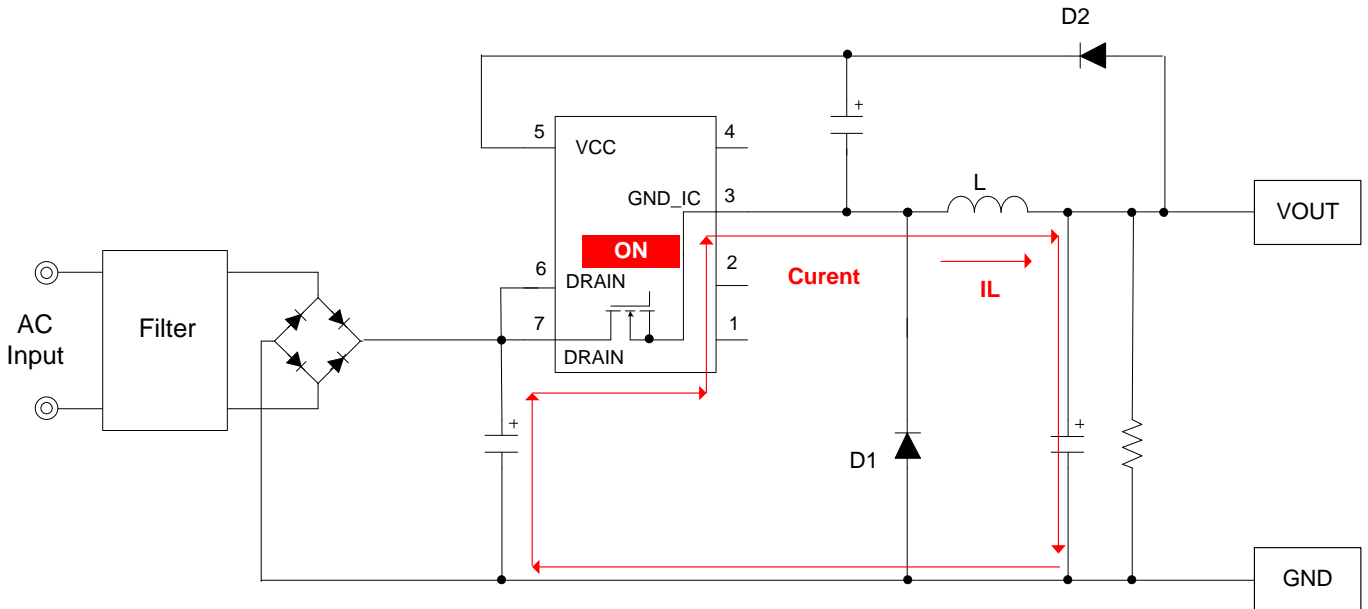 D2
+
5
4
VCC
L
GND_IC
3
VOUT
ON
6
2
Curent
IL
DRAIN
AC
Input
Filter
7
1
DRAIN
+
+
D1
GND